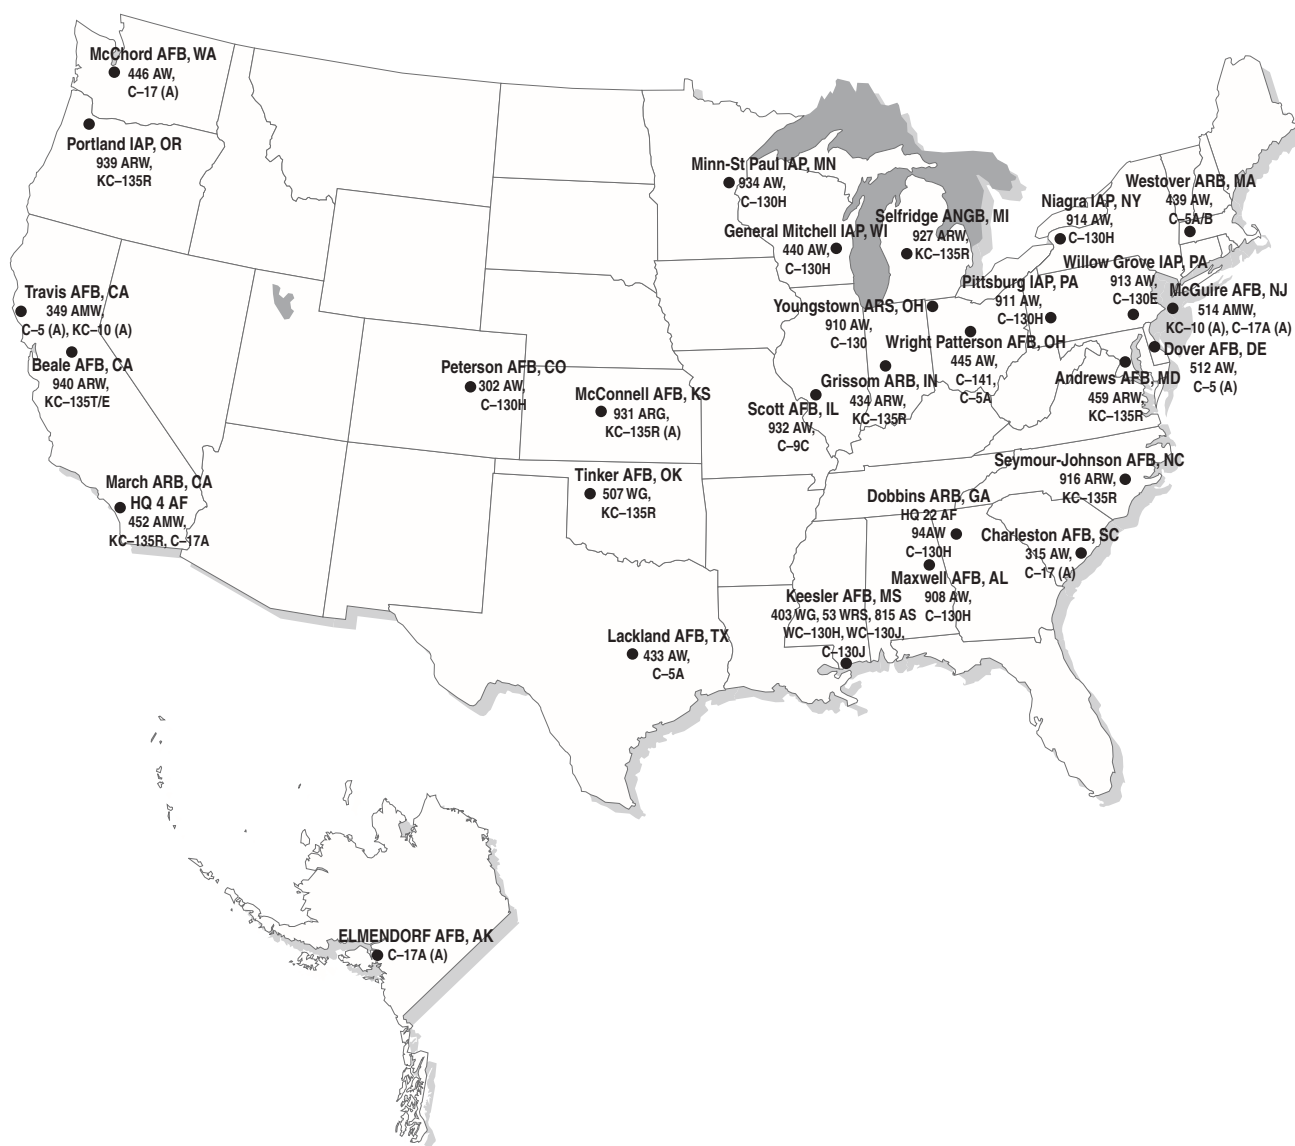 McChord AFB, WA
446 AW,
C–17 (A)
Portland IAP, OR
939 ARW,
KC–135R
Travis AFB, CA
349 AMW,
C–5 (A), KC–10 (A)
Beale AFB, CA
940 ARW,
KC–135T/E
March ARB, CA
HQ 4 AF
452 AMW,
KC–135R, C–17A
Peterson AFB, CO
302 AW,
C–130H
McConnell AFB, KS
931 ARG,
KC–135R (A)
Tinker AFB, OK
507 WG,
KC–135R
Lackland AFB, TX
433 AW,
C–5A
Minn-St Paul IAP, MN
934 AW,
C–130H
General Mitchell IAP, WI
440 AW,
C–130H
Selfridge ANGB, MI
927 ARW,
KC–135R
Youngstown ARS, OH
910 AW,
C–130
Wright Patterson AFB, OH
445 AW,
C–141,
C–5A
Grissom ARB, IN
434 ARW,
KC–135R
Scott AFB, IL
932 AW,
C–9C
Niagra IAP, NY
914 AW,
C–130H
Westover ARB, MA
439 AW,
C–5A/B
Willow Grove IAP, PA
913 AW,
C–130E
Pittsburg IAP, PA
911 AW,
C–130H
McGuire AFB, NJ
514 AMW,
KC–10 (A), C–17A (A)
Dover AFB, DE
512 AW,
C–5 (A)
Andrews AFB, MD
459 ARW,
KC–135R
Seymour-Johnson AFB, NC
916 ARW,
KC–135R
Dobbins ARB, GA
HQ 22 AF
94AW
C–130H
Charleston AFB, SC
315 AW,
C–17 (A)
Maxwell AFB, AL
908 AW,
C–130H
Keesler AFB, MS
403 WG, 53 WRS, 815 AS
WC–130H, WC–130J,
C–130J
ELMENDORF AFB, AK
C–17A (A)